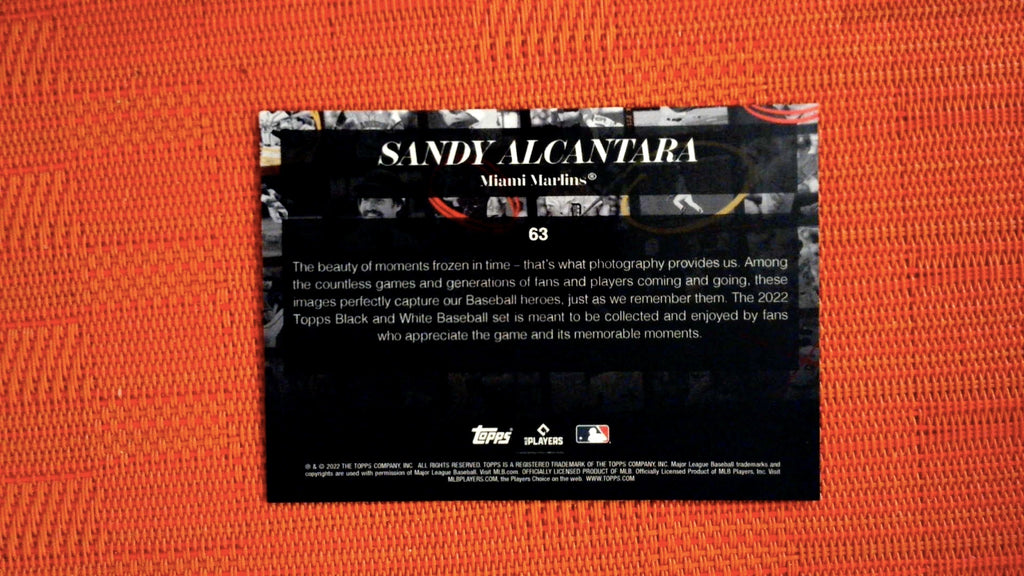 SANDY ALCANTARA
Miami Marlins®
63
The beauty of moments frozen in time – that's what photography provides us. Among
the countless games and generations of fans and players coming and going, these
images perfectly capture our Baseball heroes, just as we remember them. The 2022
Topps Black and White Baseball set is meant to be collected and enjoyed by fans
who appreciate the game and its memorable moments.
topps® PLAYERS
® & © 2022 THE TOPPS COMPANY, INC. ALL RIGHTS RESERVED. TOPPS IS A REGISTERED TRADEMARK OF THE TOPPS COMPANY, INC. Major League Baseball trademarks and
copyrights are used with permission of Major League Baseball. Visit MLB.com. OFFICIALLY LICENSED PRODUCT OF MLB. Officially Licensed Product of MLB Players, Inc. Visit
MLBPLAYERS.COM, the Players Choice on the web. WWW.TOPPS.COM